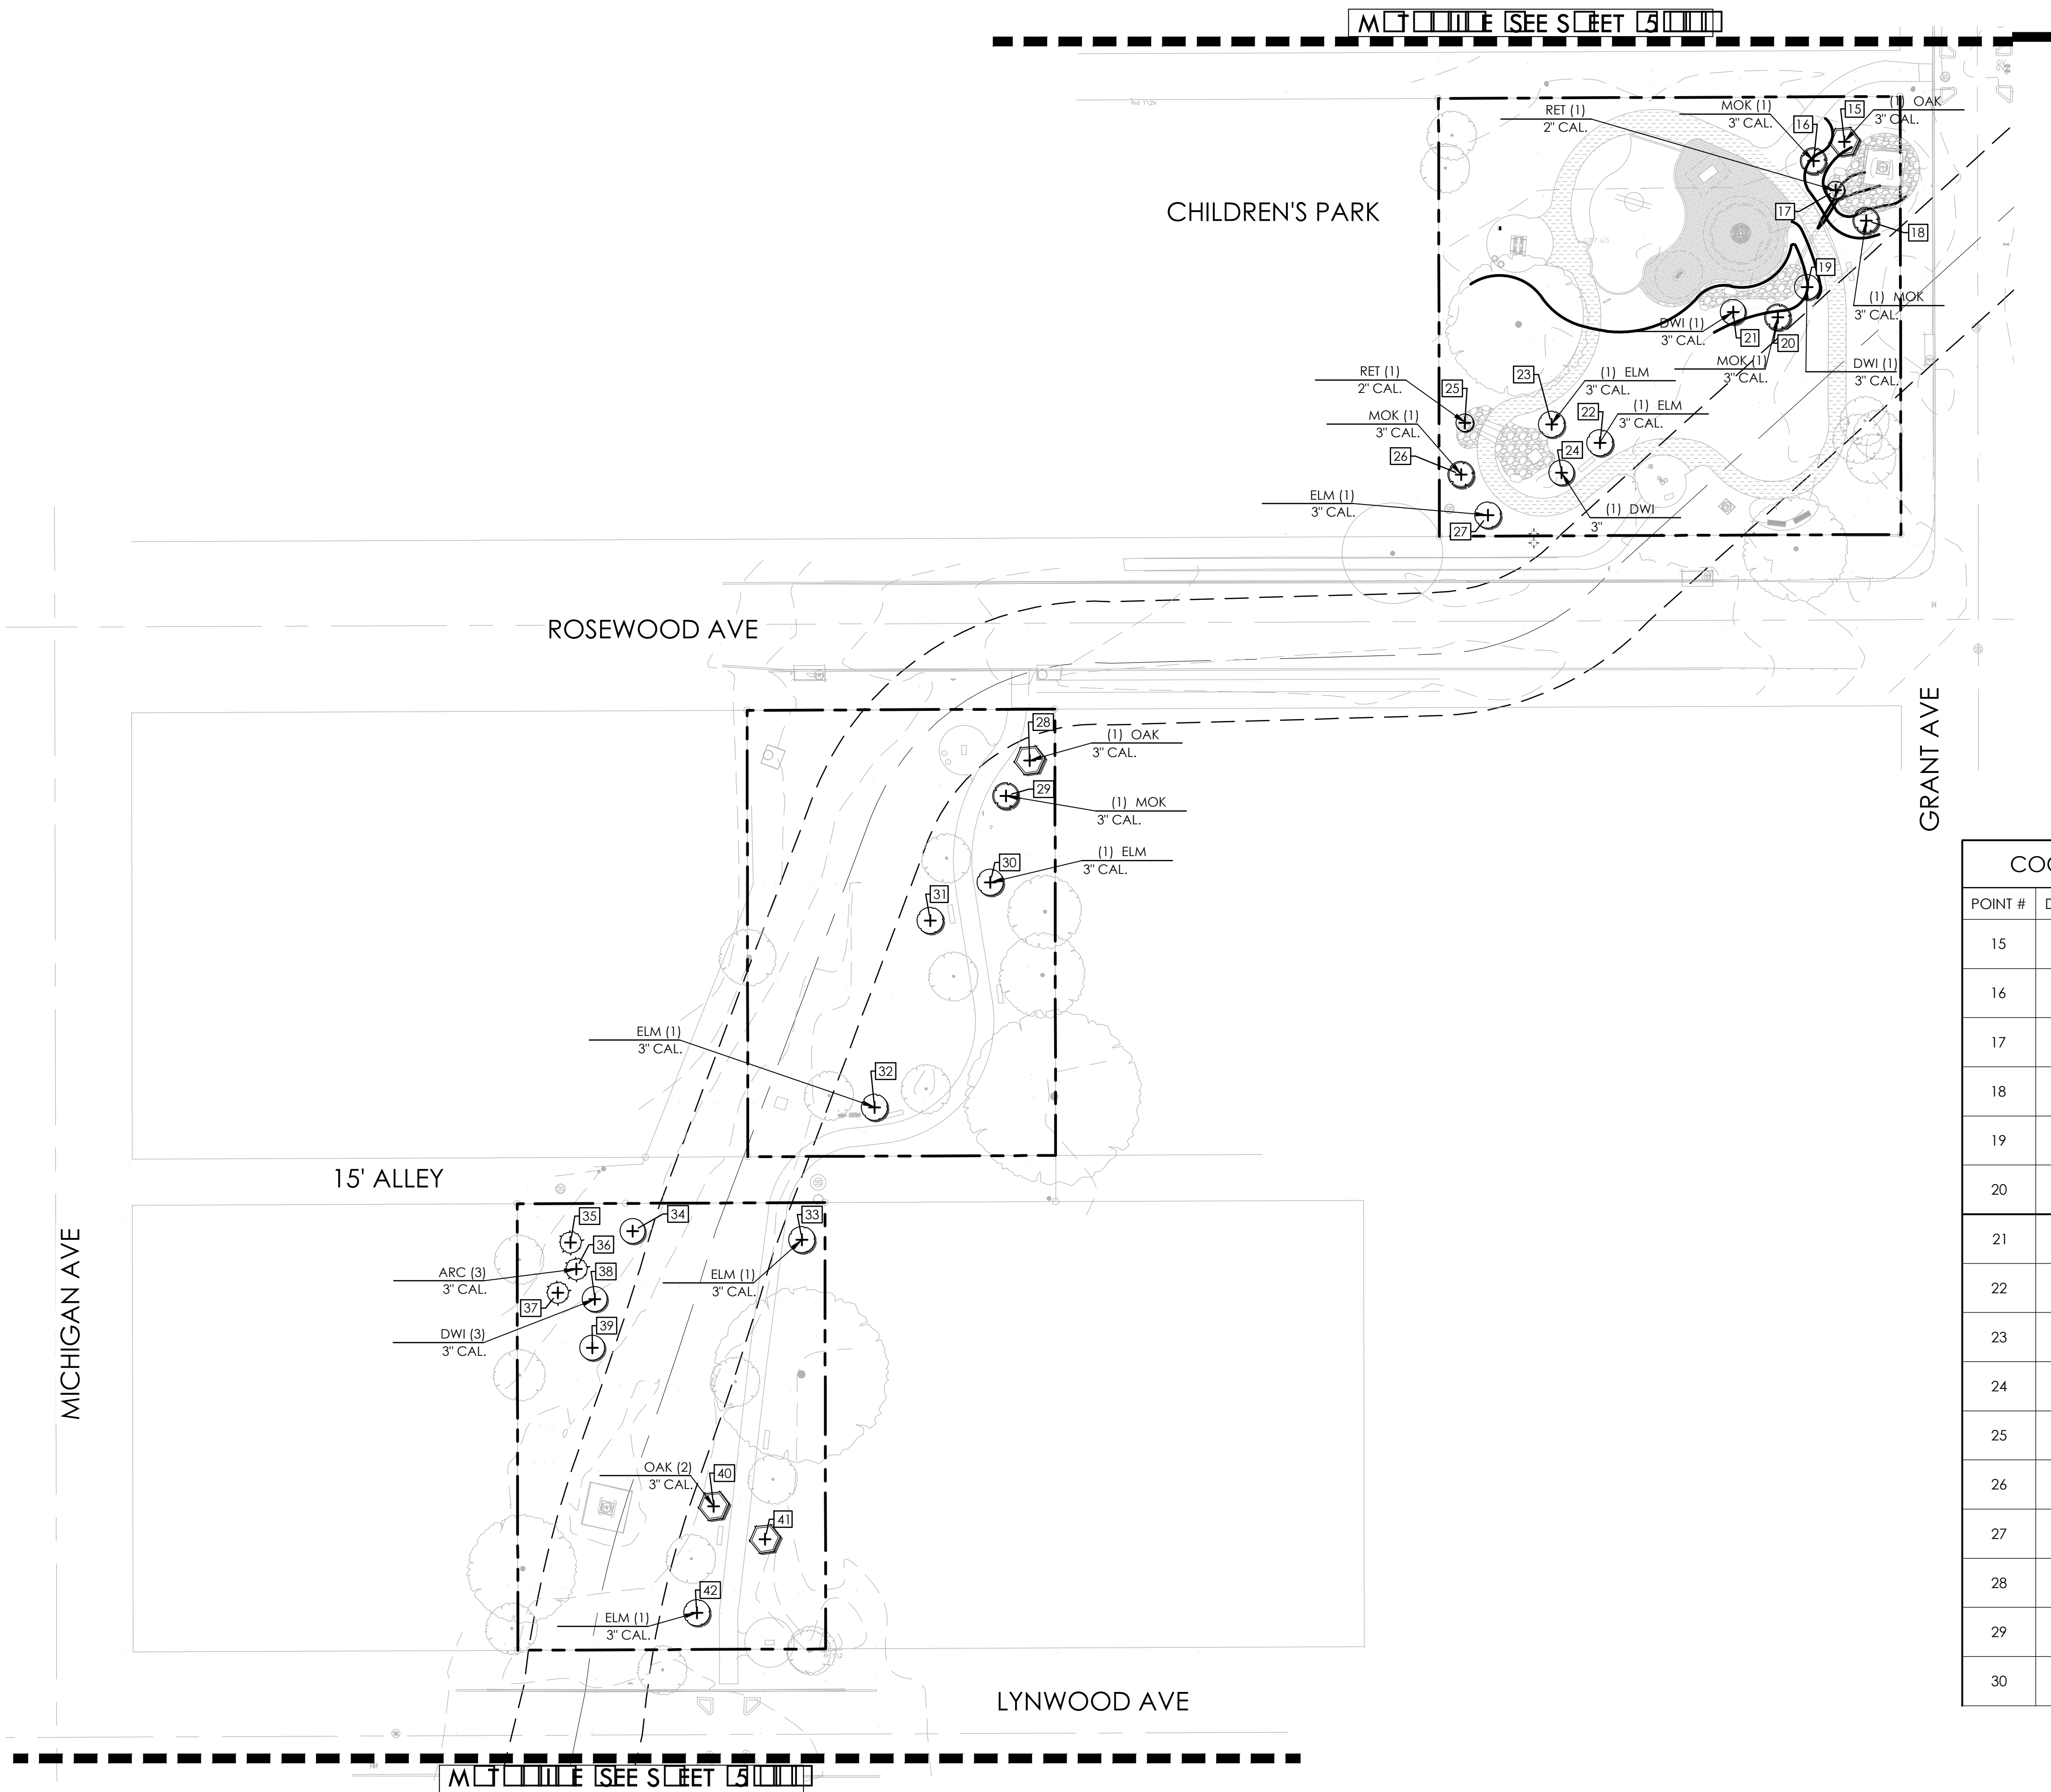 RET (1)
2" CAL.
MOK (1)
3" CAL.
16
15
(1) OAK
3" CAL.
CHILDREN'S PARK
17
18
19
(1) MOK
3" CAL.
DWI (1)
3" CAL.
21
20
MOK (1)
3" CAL.
DWI (1)
3" CAL.
RET (1)
2" CAL.
25
23
(1) ELM
3" CAL.
MOK (1)
3" CAL.
22
(1) ELM
3" CAL.
26
24
ELM (1)
3" CAL.
27
(1) DWI
3"
ROSEWOOD AVE
GRANT AVE
28
(1) OAK
3" CAL.
29
(1) MOK
3" CAL.
30
(1) ELM
3" CAL.
31
ELM (1)
3" CAL.
32
15' ALLEY
MICHIGAN AVE
35
34
33
36
ARC (3)
3" CAL.
38
37
ELM (1)
3" CAL.
DWI (3)
3" CAL.
39
OAK (2)
3" CAL.
40
41
42
ELM (1)
3" CAL.
LYNWOOD AVE
POINT #
15
16
17
18
19
20
21
22
23
24
25
26
27
28
29
30